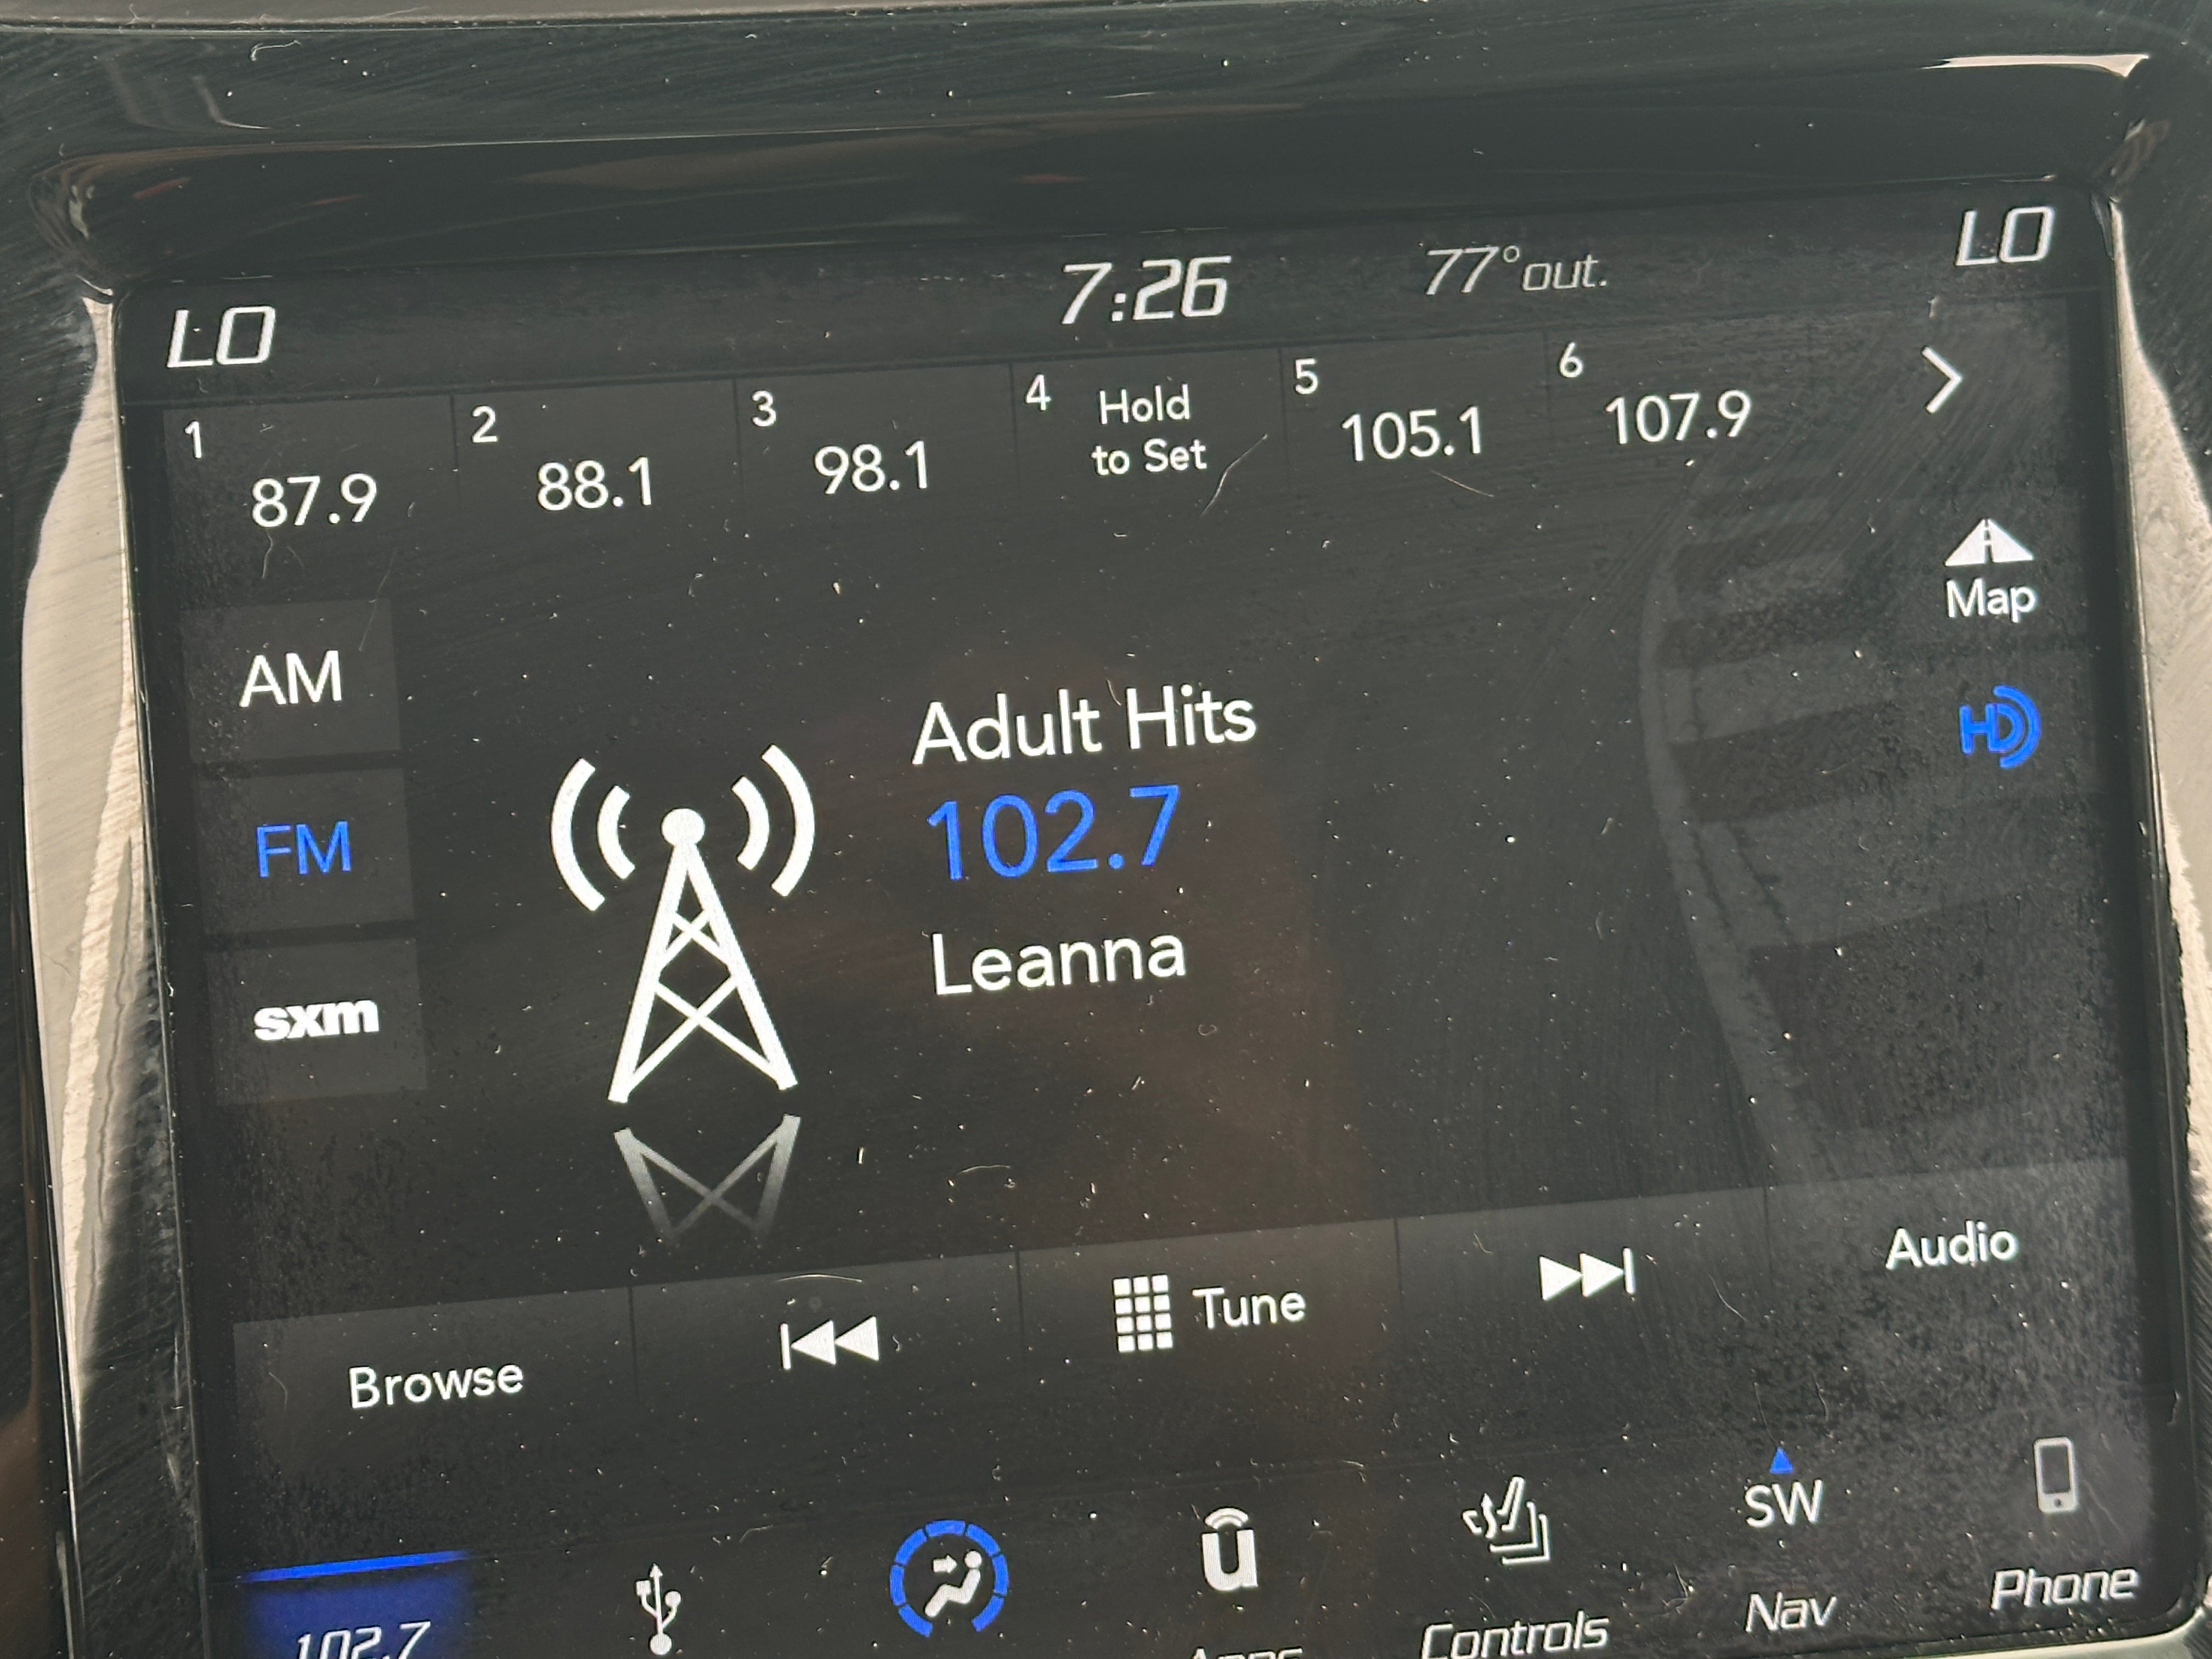 LO 7:26 77°out. LO
1 87.9
2 88.1
3 98.1
4 Hold
to Set
5 105.1
6 107.9
Map
AM
HD
Adult Hits
FM
102.7
Leanna
sxm
Browse
Tune
Audio
102.7
u
Apps
Controls
SW
Nav
Phone